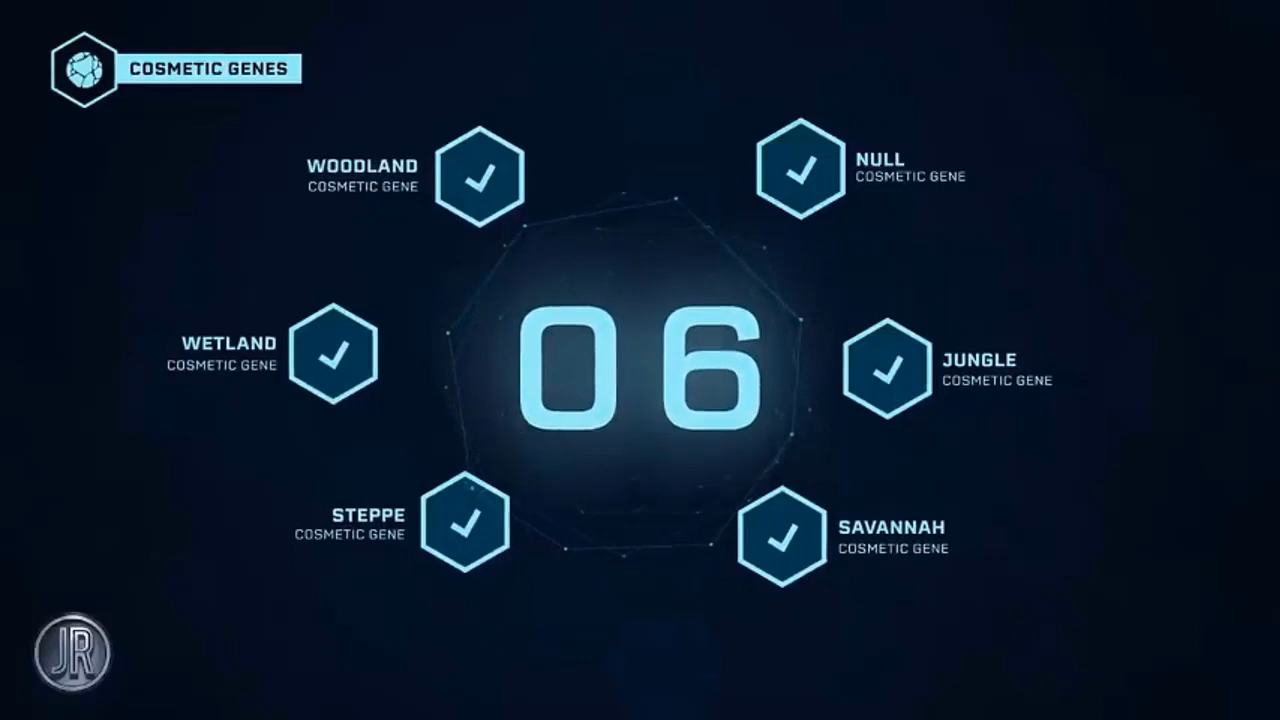 COSMETIC GENES
WOODLAND
COSMETIC GENE
NULL
COSMETIC GENE
WETLAND
COSMETIC GENE
06
JUNGLE
COSMETIC GENE
STEPPE
COSMETIC GENE
SAVANNAH
COSMETIC GENE
JR